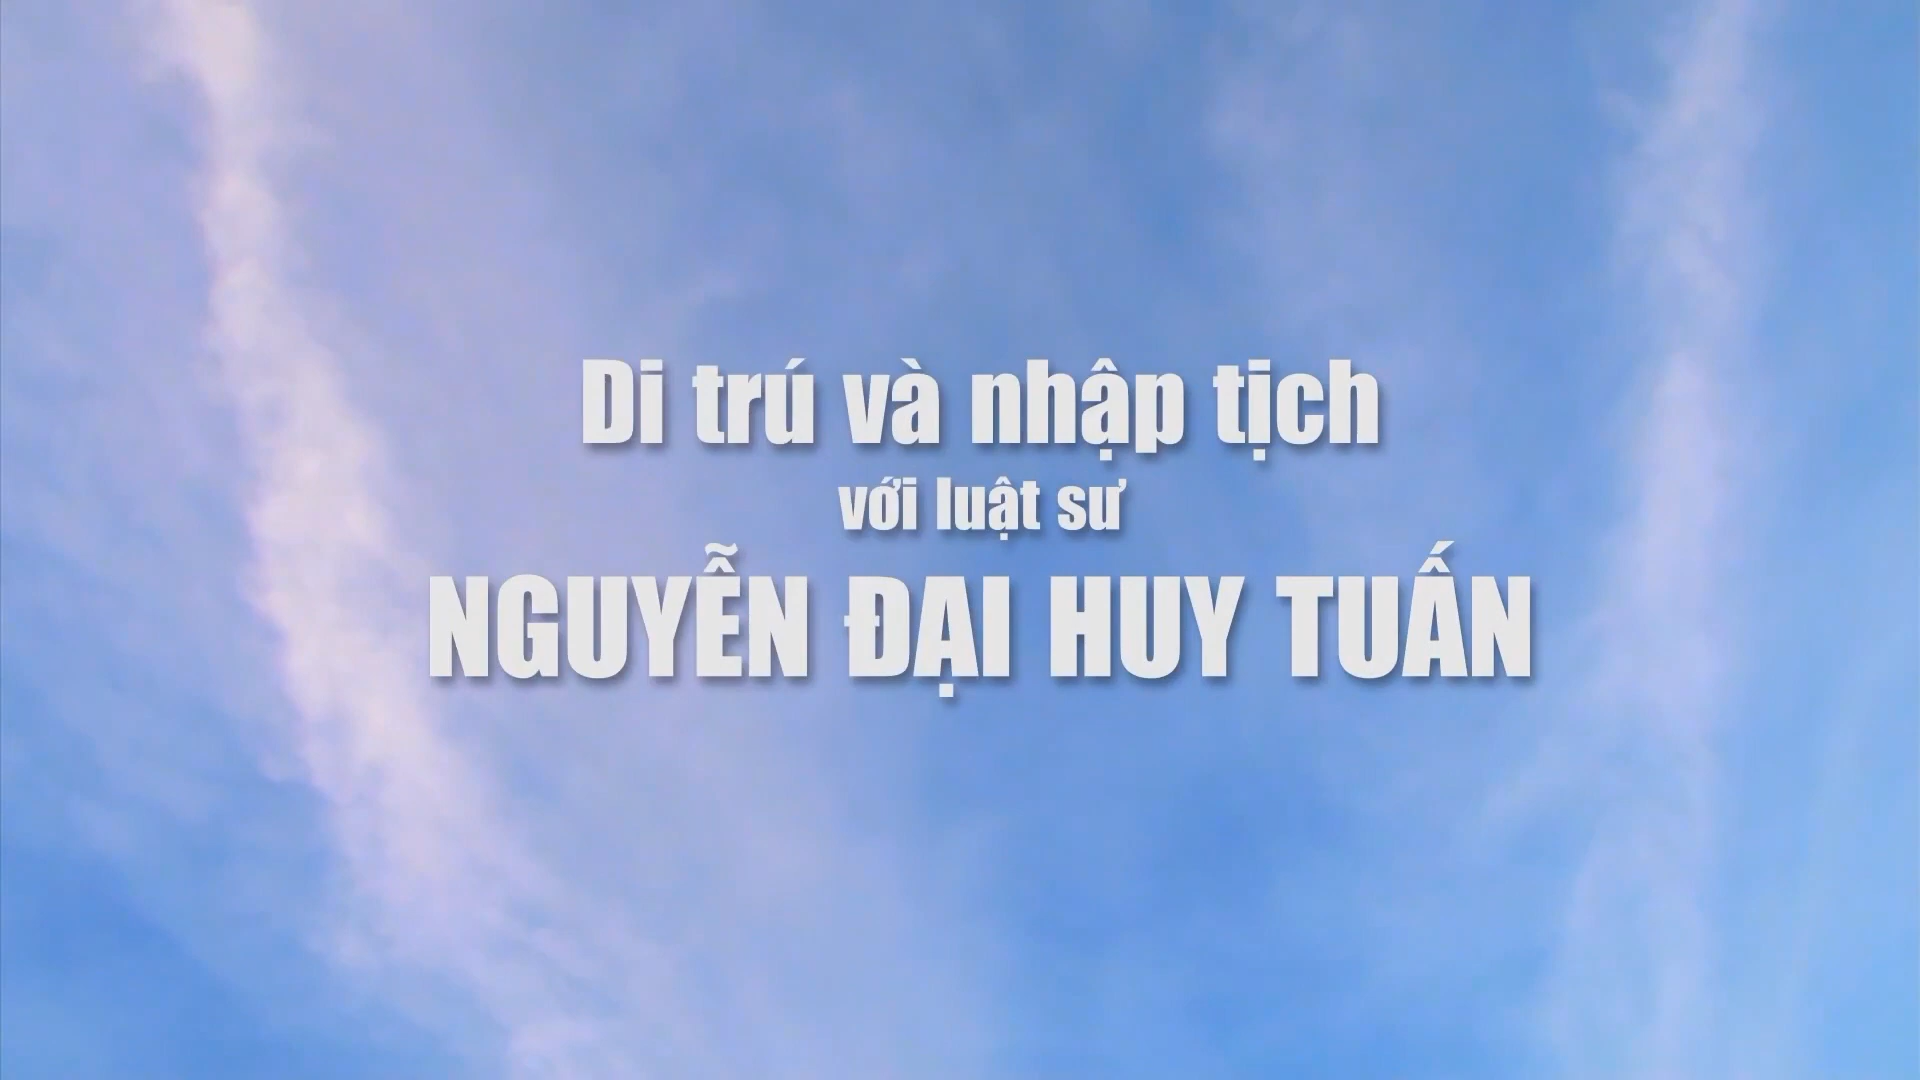 Di trú và nhập tịch
với luật sư
NGUYỄN ĐẠI HUY TUẤN